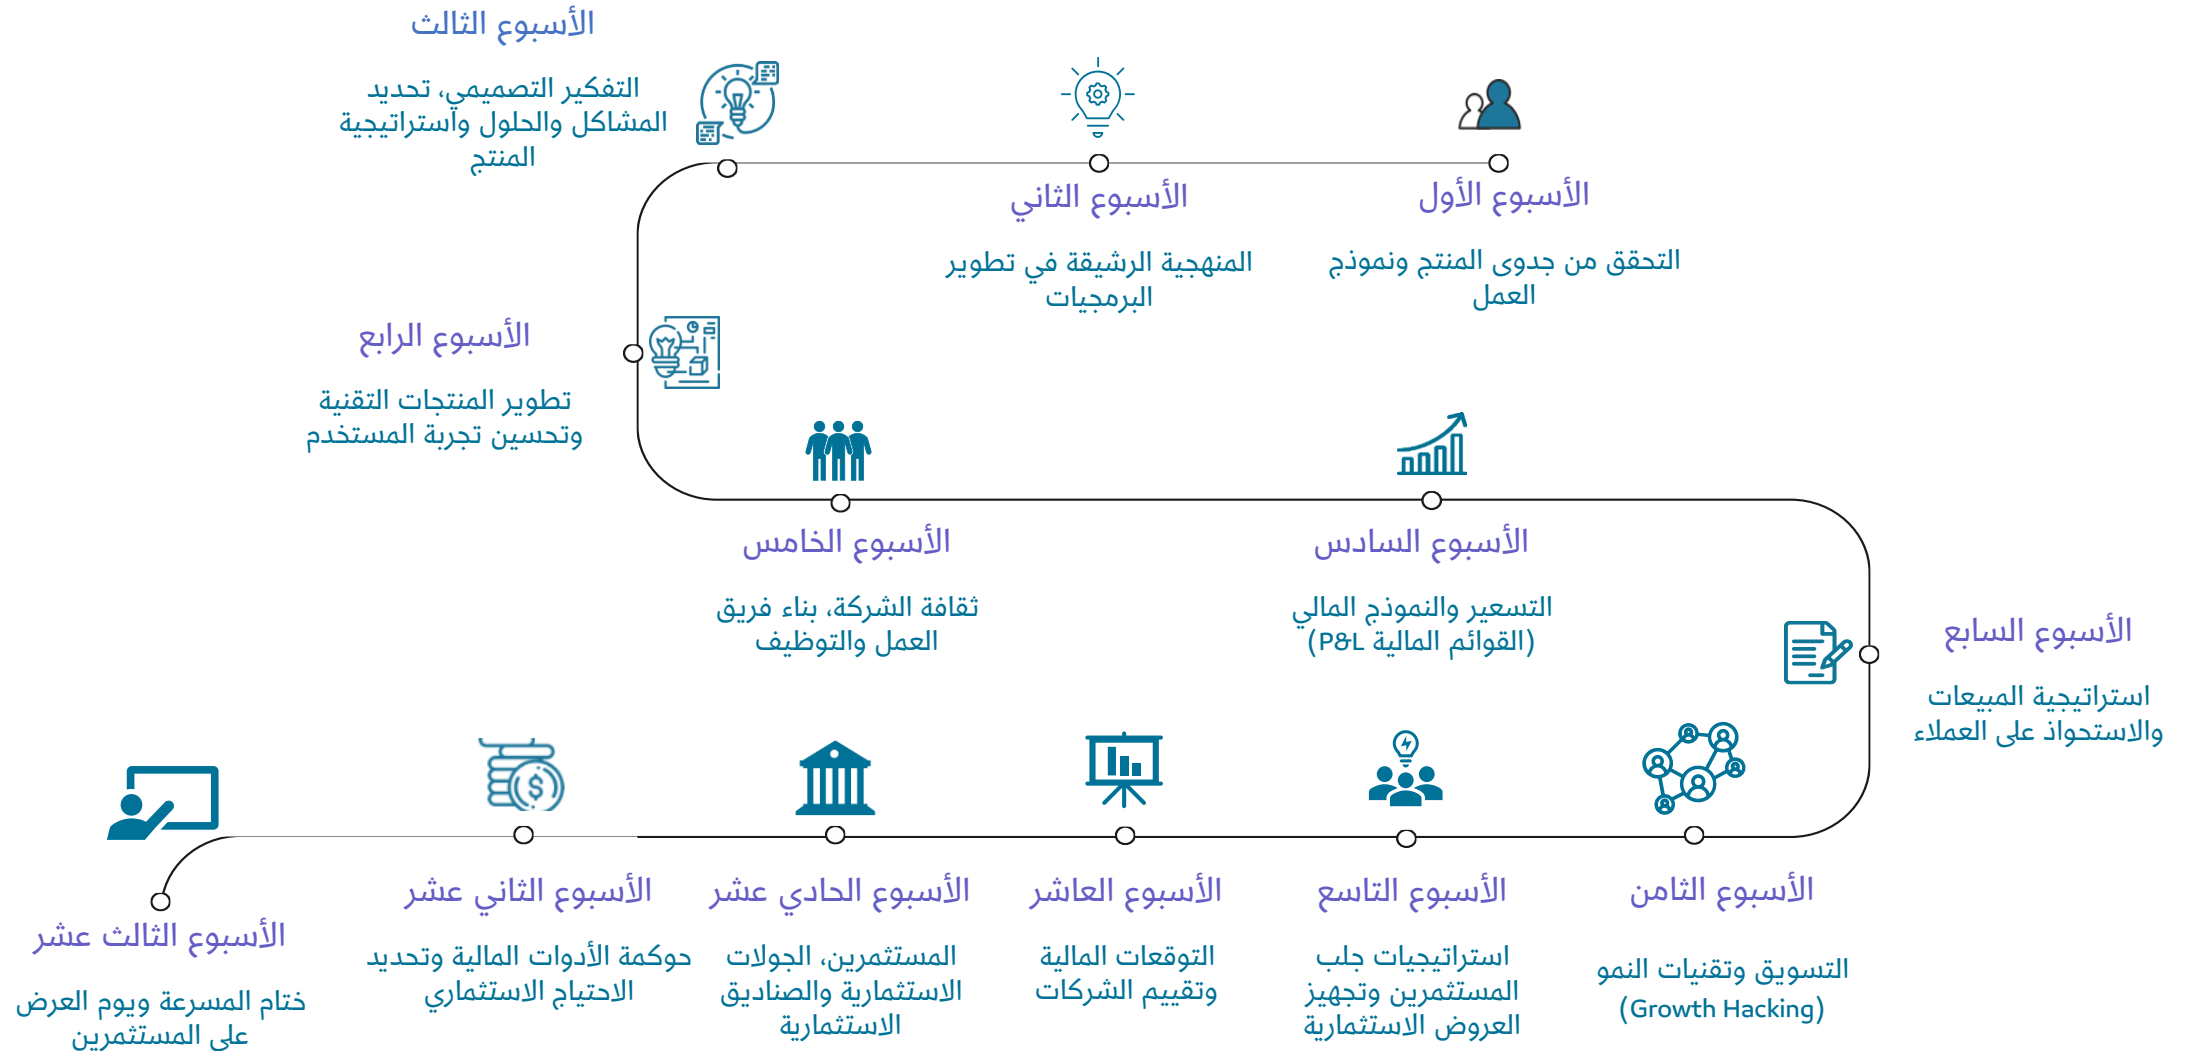 الأسبوع الأول
التحقق من جدوى المنتج ونموذج
العمل
الأسبوع الثاني
المنهجية الرشيقة في تطوير
البرمجيات
الأسبوع الثالث
التفكير التصميمي، تحديد
المشاكل والحلول واستراتيجية
المنتج
الأسبوع الرابع
تطوير المنتجات التقنية
وتحسين تجربة المستخدم
الأسبوع الخامس
ثقافة الشركة، بناء فريق
العمل والتوظيف
الأسبوع السادس
التسعير والنموذج المالي
(القوائم المالية P&L)
الأسبوع السابع
استراتيجية المبيعات
والاستحواذ على العملاء
الأسبوع الثامن
التسويق وتقنيات النمو
(Growth Hacking)
الأسبوع التاسع
استراتيجيات جلب
المستثمرين وتجهيز
العروض الاستثمارية
الأسبوع العاشر
التوقعات المالية
وتقييم الشركات
الأسبوع الحادي عشر
المستثمرين، الجولات
الاستثمارية والصناديق
الاستثمارية
الأسبوع الثاني عشر
حوكمة الأدوات المالية وتحديد
الاحتياج الاستثماري
الأسبوع الثالث عشر
ختام المسرعة ويوم العرض
على المستثمرين